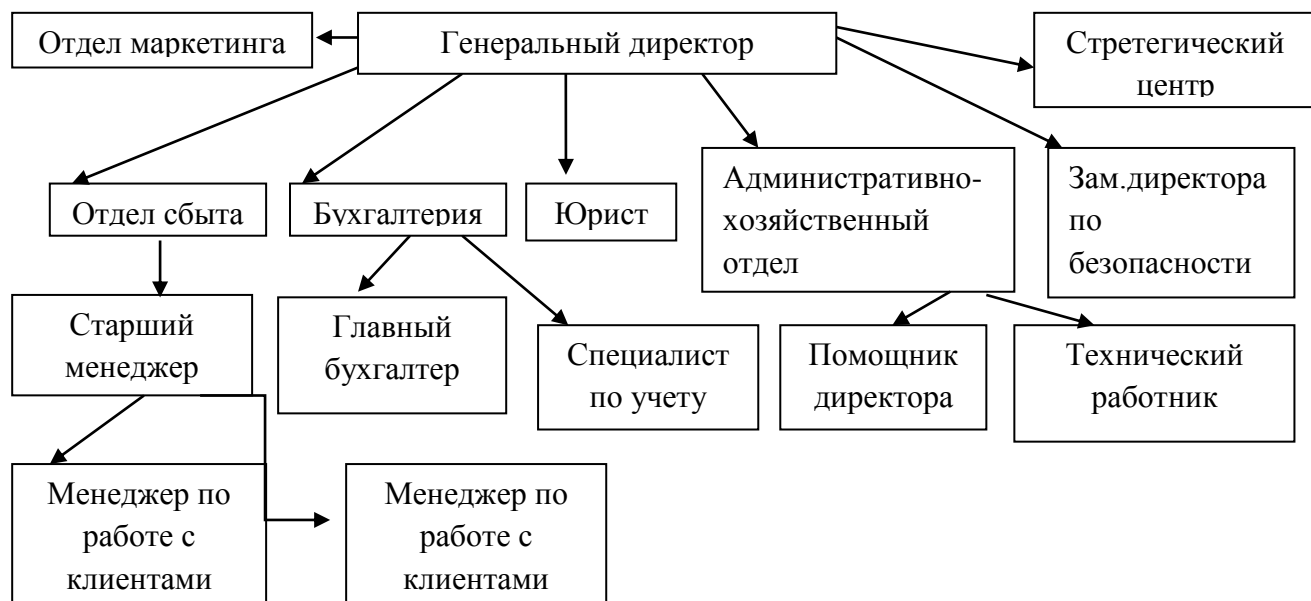 Отдел маркетинга
Генеральный директор
Стретегический
центр
Отдел сбыта
Бухгалтерия
Юрист
Административно-
хозяйственный
отдел
Зам.директора
по
безопасности
Старший
менеджер
Главный
бухгалтер
Специалист
по учету
Помощник
директора
Технический
работник
Менеджер по
работе с
клиентами
Менеджер по
работе с
клиентами